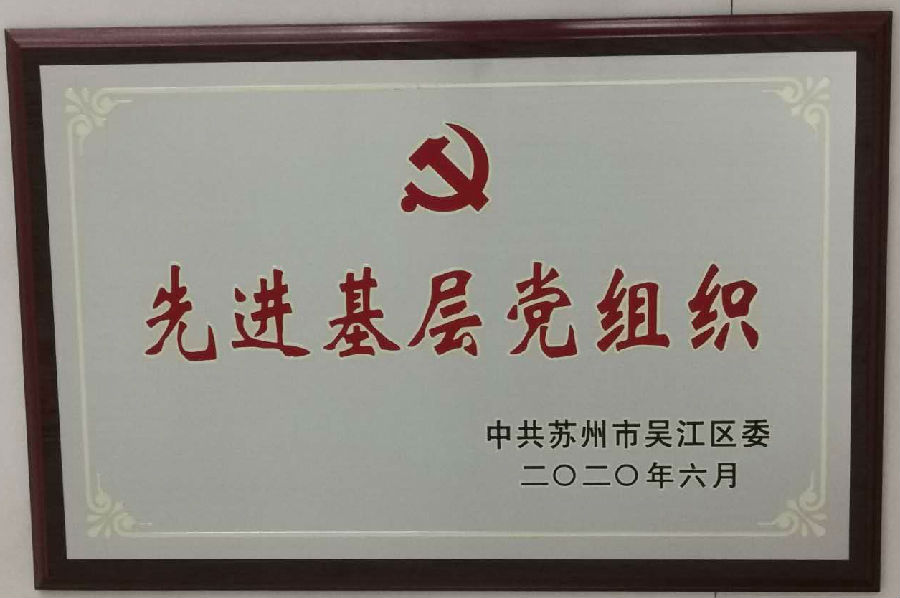 先进基层党组织
中共苏州市吴江区委
二〇二〇年六月